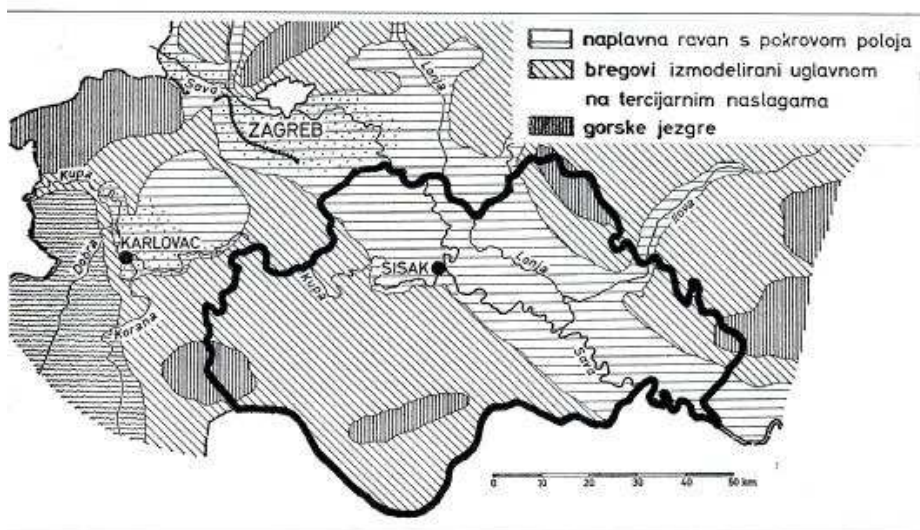 naplavna ravan s pokrovom poloja
bregovi izmodelirani uglavnom
na tercijarnim naslagama
gorske jezgre
Sava
Lonja
ZAGREB
Kupa
Ilova
KARLOVAC
Dobra
SISAK
Lonja
Kupa
Korana
Sava
0 10 20 30 40 50 km